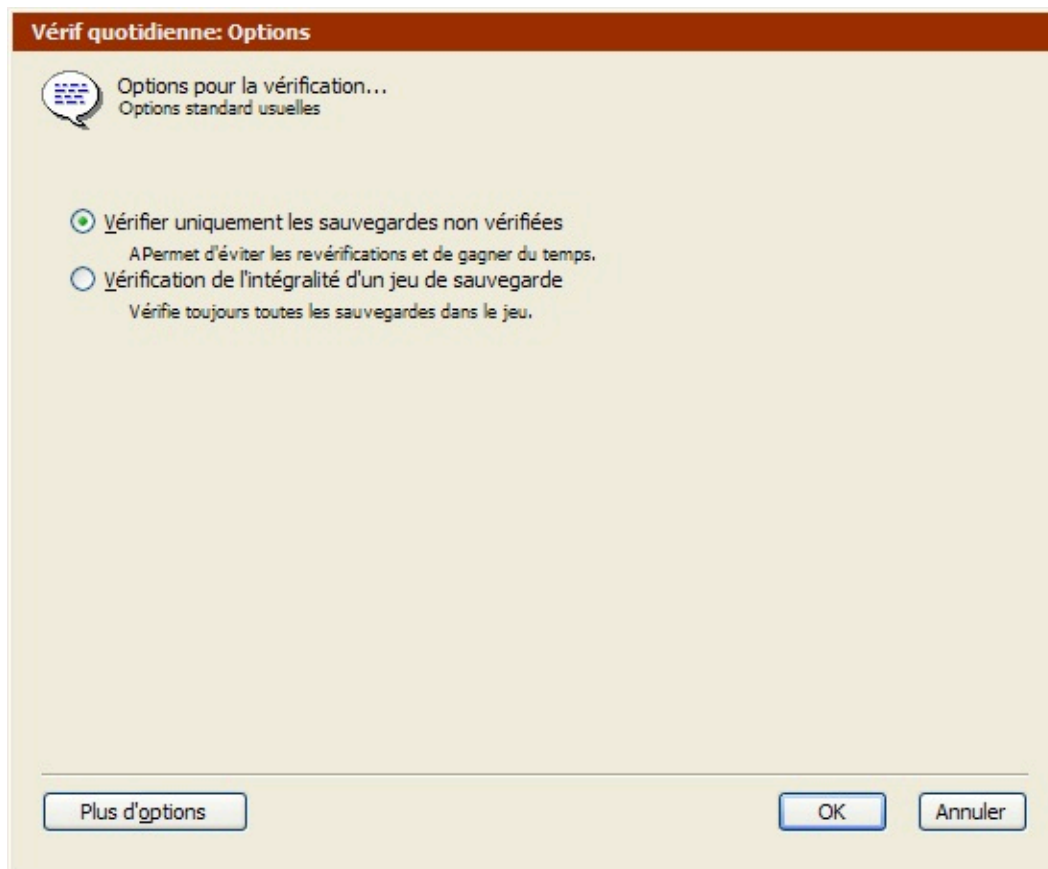 Vérif quotidienne: Options
Options pour la vérification...
Options standard usuelles
Vérifier uniquement les sauvegardes non vérifiées
APermet d'éviter les revérifications et de gagner du temps.
Vérification de l'intégralité d'un jeu de sauvegarde
Vérifie toujours toutes les sauvegardes dans le jeu.
Plus d'options
OK
Annuler